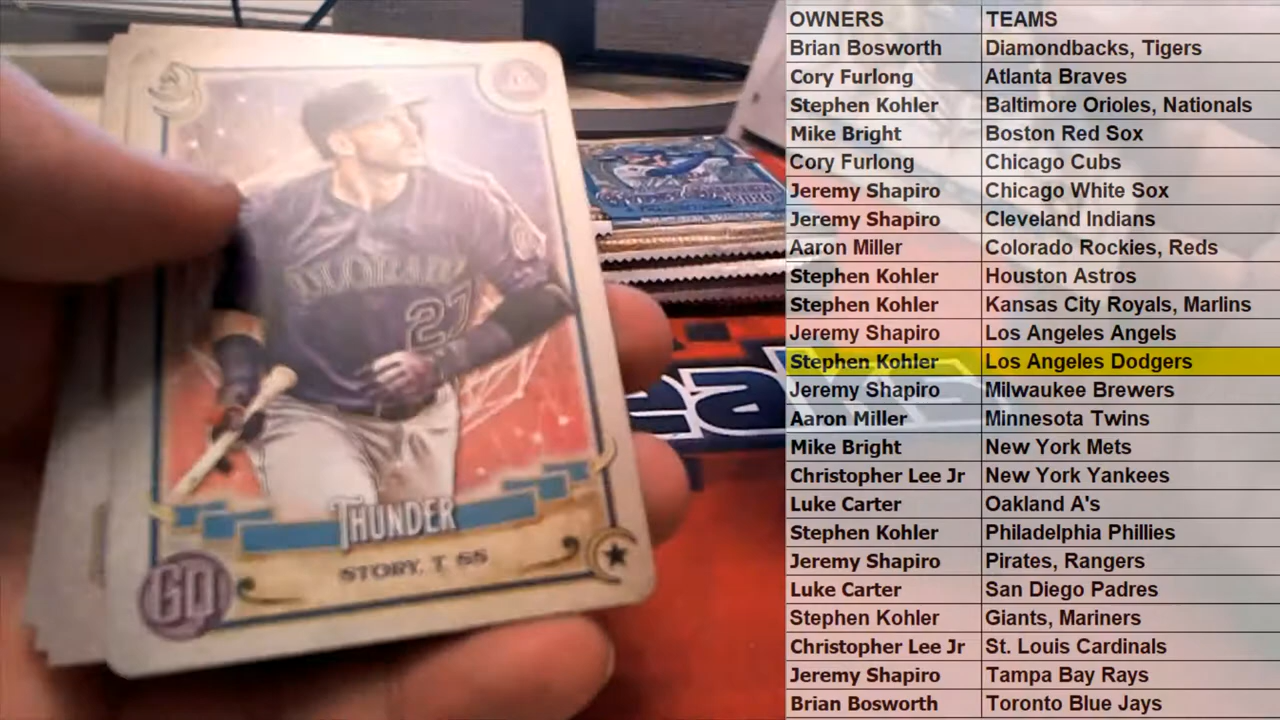 COLORADO
27
THUNDER
STORY, T SS
GQ
OWNERS TEAMS
Brian Bosworth Diamondbacks, Tigers
Cory Furlong Atlanta Braves
Stephen Kohler Baltimore Orioles, Nationals
Mike Bright Boston Red Sox
Cory Furlong Chicago Cubs
Jeremy Shapiro Chicago White Sox
Jeremy Shapiro Cleveland Indians
Aaron Miller Colorado Rockies, Reds
Stephen Kohler Houston Astros
Stephen Kohler Kansas City Royals, Marlins
Jeremy Shapiro Los Angeles Angels
Stephen Kohler Los Angeles Dodgers
Jeremy Shapiro Milwaukee Brewers
Aaron Miller Minnesota Twins
Mike Bright New York Mets
Christopher Lee Jr New York Yankees
Luke Carter Oakland A's
Stephen Kohler Philadelphia Phillies
Jeremy Shapiro Pirates, Rangers
Luke Carter San Diego Padres
Stephen Kohler Giants, Mariners
Christopher Lee Jr St. Louis Cardinals
Jeremy Shapiro Tampa Bay Rays
Brian Bosworth Toronto Blue Jays